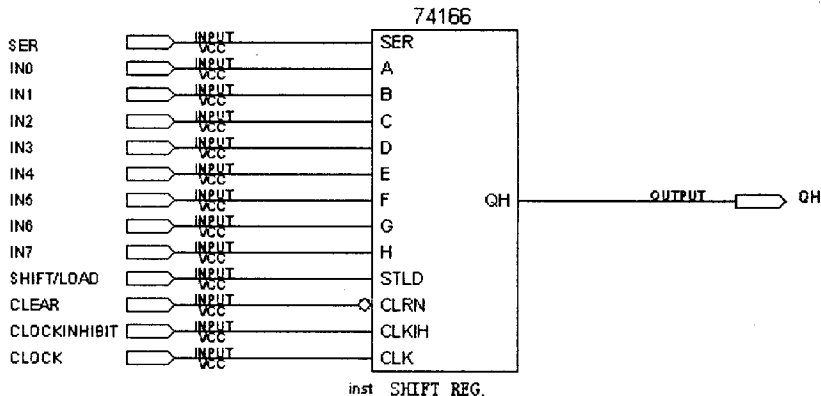 74166
SER INPUT VCC SER
IN0 INPUT VCC A
IN1 INPUT VCC B
IN2 INPUT VCC C
IN3 INPUT VCC D
IN4 INPUT VCC E
IN5 INPUT VCC F QH OUTPUT QH
IN6 INPUT VCC G
IN7 INPUT VCC H
SHIFT/LOAD INPUT VCC STLD
CLEAR INPUT VCC CLRN
CLOCKINHIBIT INPUT VCC CLKIH
CLOCK INPUT VCC CLK
inst SHIFT REG.